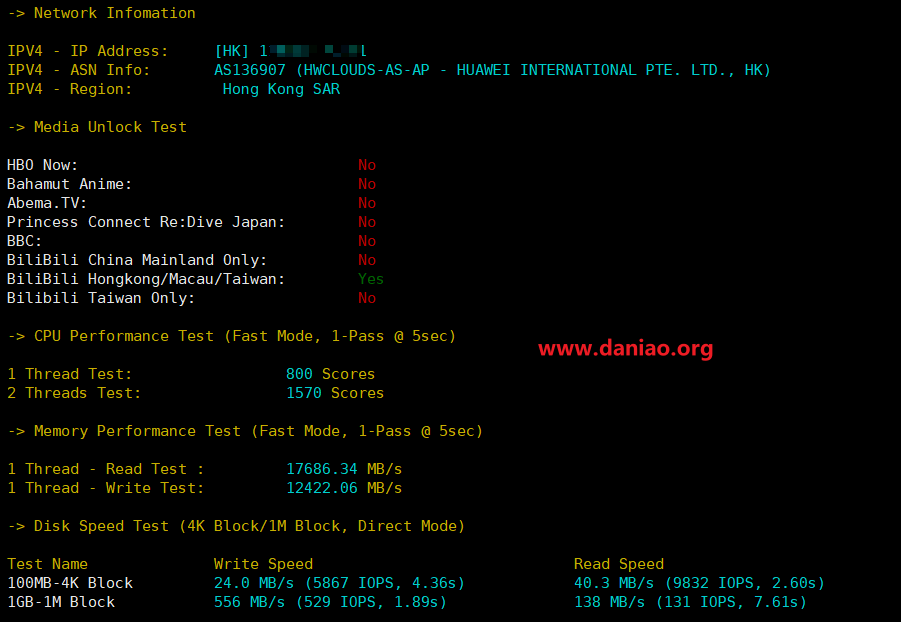 -> Network Infomation
IPV4 - IP Address: [HK] 1
IPV4 - ASN Info: AS136907 (HWCLOUDS-AS-AP - HUAWEI INTERNATIONAL PTE. LTD., HK)
IPV4 - Region: Hong Kong SAR
-> Media Unlock Test
HBO Now: No
Bahamut Anime: No
Abema.TV: No
Princess Connect Re:Dive Japan: No
BBC: No
BiliBili China Mainland Only: No
BiliBili Hongkong/Macau/Taiwan: Yes
Bilibili Taiwan Only: No
-> CPU Performance Test (Fast Mode, 1-Pass @ 5sec)
www.daniao.org
1 Thread Test: 800 Scores
2 Threads Test: 1570 Scores
-> Memory Performance Test (Fast Mode, 1-Pass @ 5sec)
1 Thread - Read Test : 17686.34 MB/s
1 Thread - Write Test: 12422.06 MB/s
-> Disk Speed Test (4K Block/1M Block, Direct Mode)
Test Name Write Speed Read Speed
100MB-4K Block 24.0 MB/s (5867 IOPS, 4.36s) 40.3 MB/s (9832 IOPS, 2.60s)
1GB-1M Block 556 MB/s (529 IOPS, 1.89s) 138 MB/s (131 IOPS, 7.61s)